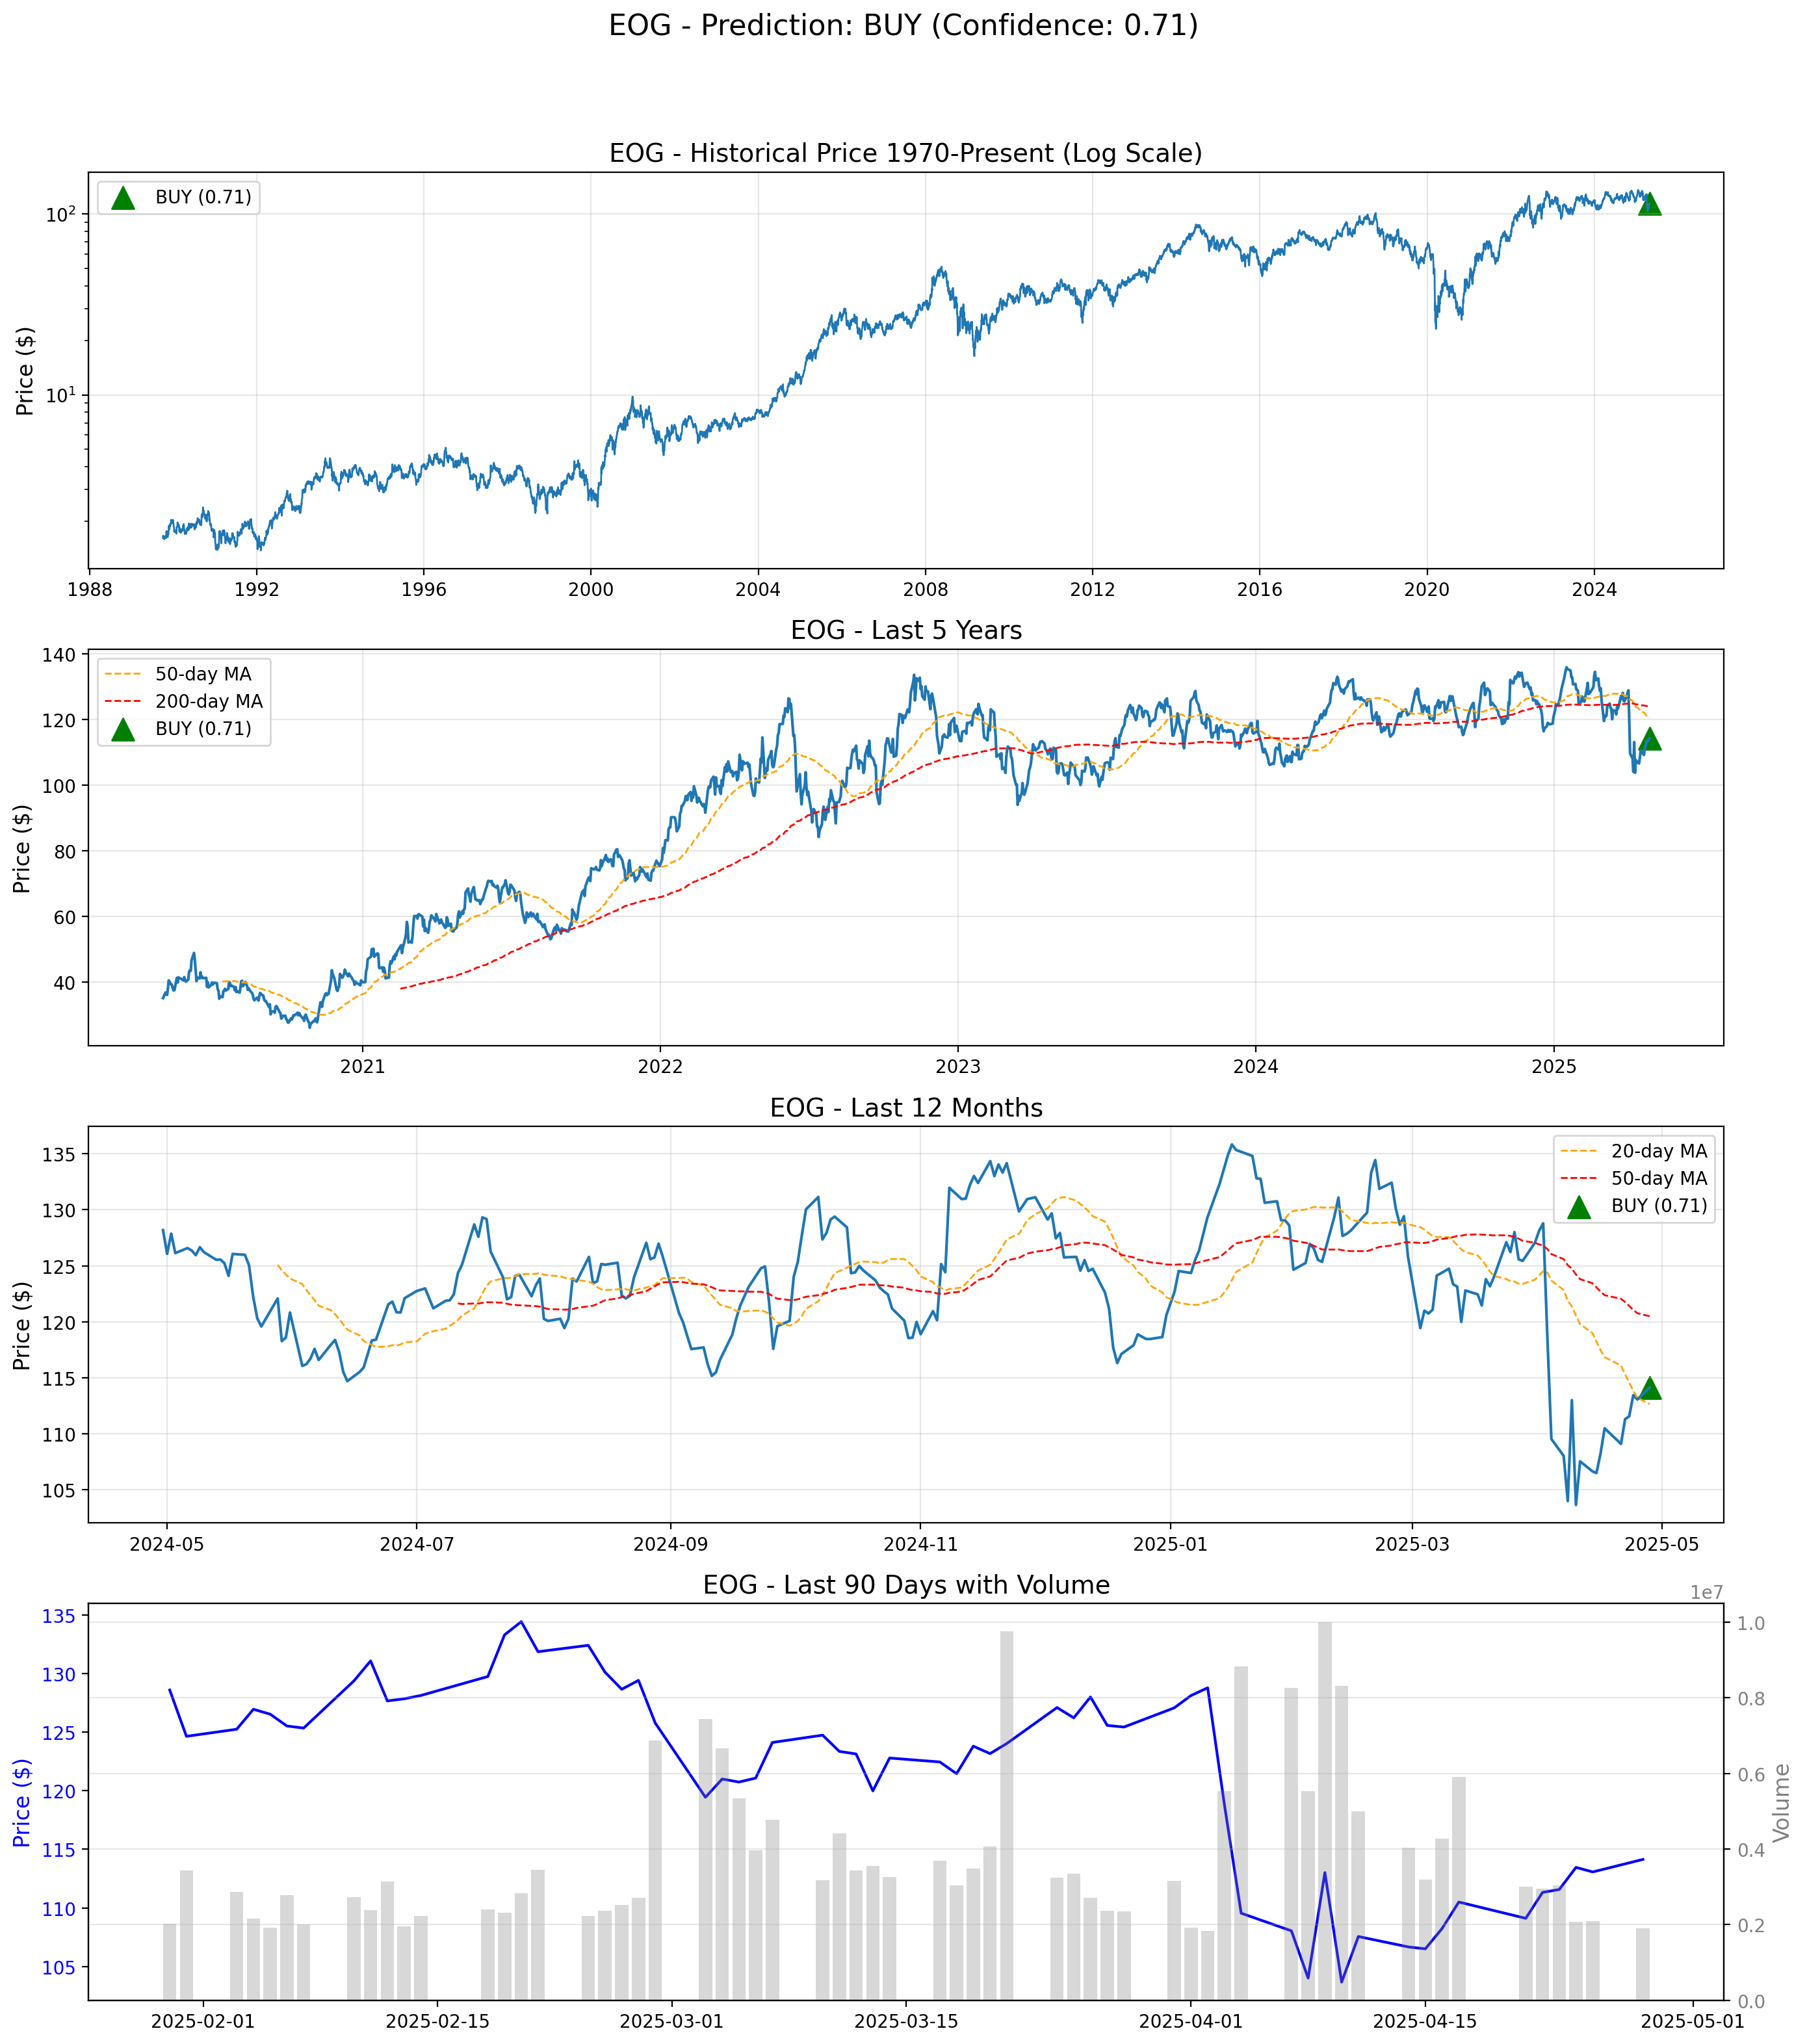 EOG - Prediction: BUY (Confidence: 0.71)
EOG - Historical Price 1970-Present (Log Scale)
BUY (0.71)
Price ($)
10²
10¹
1988 1992 1996 2000 2004 2008 2012 2016 2020 2024
EOG - Last 5 Years
50-day MA
200-day MA
BUY (0.71)
Price ($)
140
120
100
80
60
40
2021 2022 2023 2024 2025
EOG - Last 12 Months
20-day MA
50-day MA
BUY (0.71)
Price ($)
135
130
125
120
115
110
105
2024-05 2024-07 2024-09 2024-11 2025-01 2025-03 2025-05
EOG - Last 90 Days with Volume
1e7
Price ($)
135
130
125
120
115
110
105
1.0
0.8
0.6
0.4
0.2
0.0
Volume
2025-02-01 2025-02-15 2025-03-01 2025-03-15 2025-04-01 2025-04-15 2025-05-01